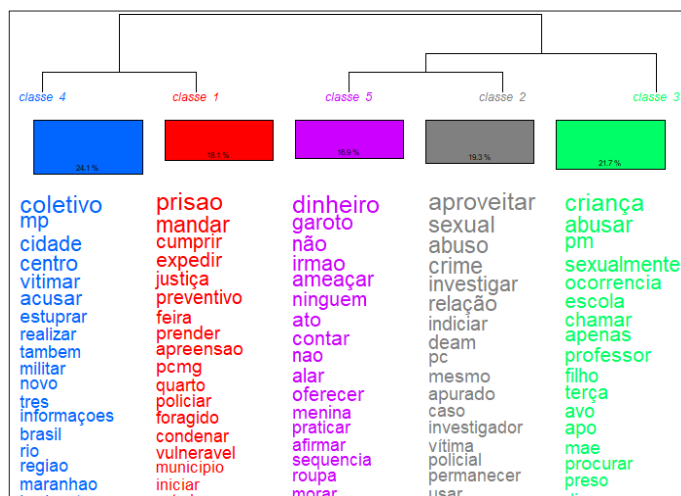 classe 4
classe 1
classe 5
classe 2
classe 3
24.1 %
18.1 %
16.9 %
19.3 %
21.7 %
coletivo
mp
cidade
centro
vitimar
acusar
estuprar
realizar
tambem
militar
novo
tres
informaçoes
brasil
rio
regiao
maranhao
prisao
mandar
cumprir
expedir
justiça
preventivo
feira
prender
apreensao
pcmg
quarto
policiar
foragido
condenar
vulneravel
municipio
iniciar
dinheiro
garoto
não
irmao
ameaçar
ninguem
ato
contar
nao
alar
oferecer
menina
praticar
afirmar
sequencia
roupa
morar
aproveitar
sexual
abuso
crime
investigar
relação
indiciar
deam
pc
mesmo
apurado
caso
investigador
vítima
policial
permanecer
usar
criança
abusar
pm
sexualmente
ocorrencia
escola
chamar
apenas
professor
filho
terça
avo
apo
mae
procurar
preso